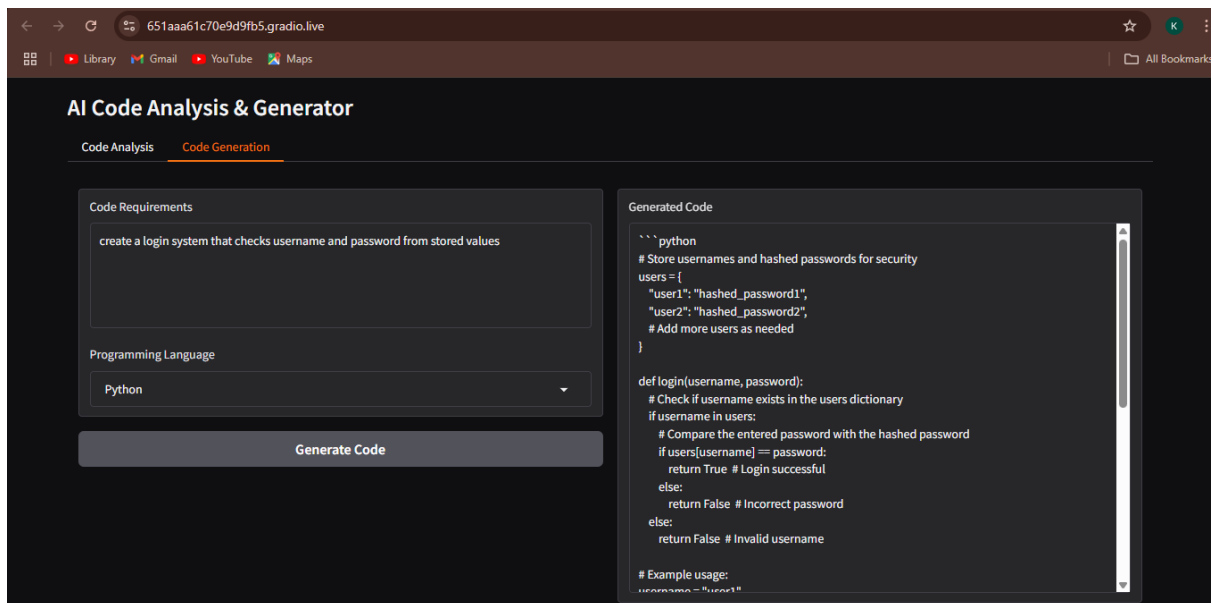 651aaa61c70e9d9fb5.gradio.live
K
Library Gmail YouTube Maps
All Bookmarks
AI Code Analysis & Generator
Code Analysis Code Generation
Code Requirements
create a login system that checks username and password from stored values
Programming Language
Python
Generate Code
Generated Code
```python
# Store usernames and hashed passwords for security
users = {
    "user1": "hashed_password1",
    "user2": "hashed_password2",
    # Add more users as needed
}
def login(username, password):
    # Check if username exists in the users dictionary
    if username in users:
        # Compare the entered password with the hashed password
        if users[username] == password:
            return True  # Login successful
        else:
            return False  # Incorrect password
    else:
        return False  # Invalid username
# Example usage:
username = "user1"